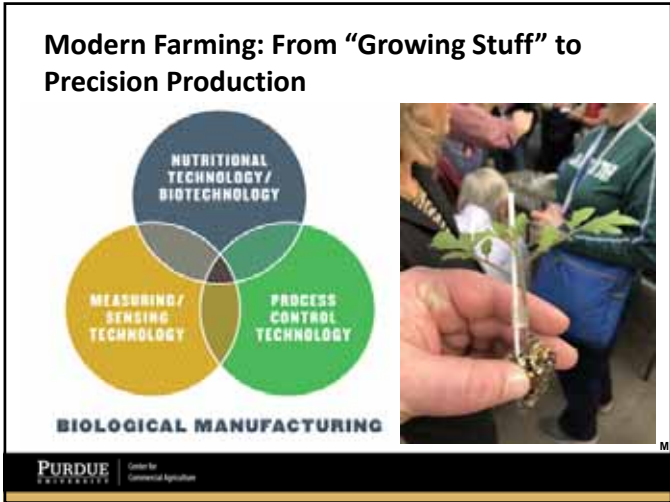 Modern Farming: From “Growing Stuff” to
Precision Production
NUTRITIONAL
TECHNOLOGY/
BIOTECHNOLOGY
MEASURING/
SENSING
TECHNOLOGY
PROCESS
CONTROL
TECHNOLOGY
BIOLOGICAL MANUFACTURING
M
PURDUE
UNIVERSITY
Center for
Commercial Agriculture